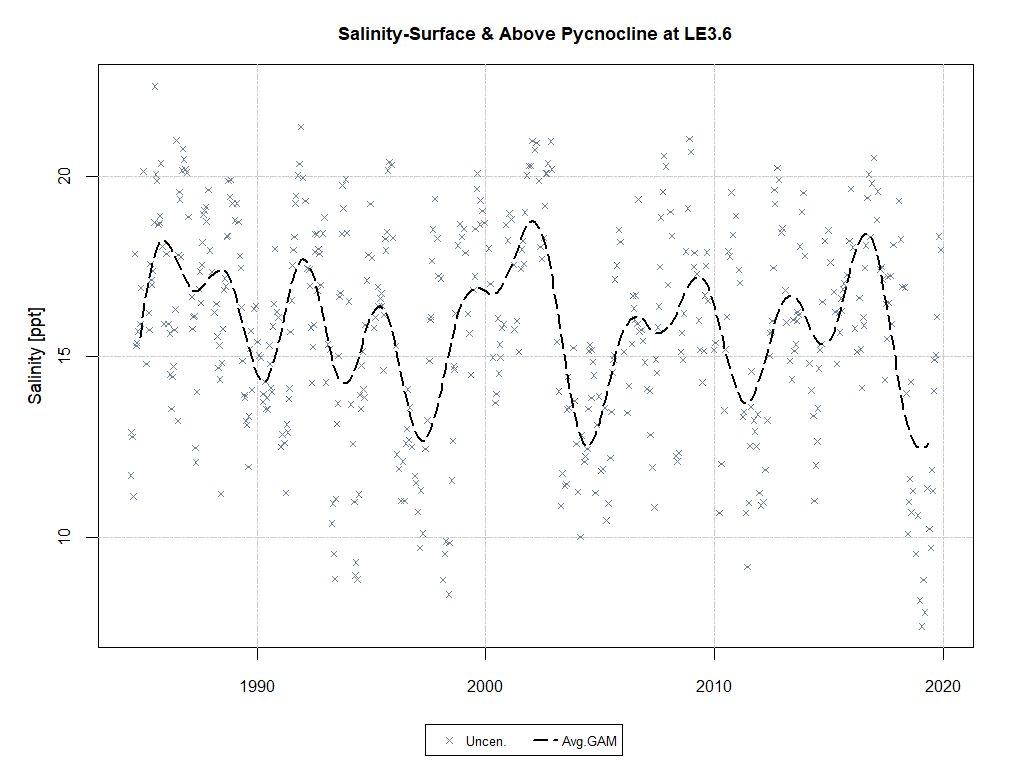 Salinity-Surface & Above Pycnocline at LE3.6
Salinity [ppt]
20
15
10
1990
2000
2010
2020
Uncen.
Avg.GAM